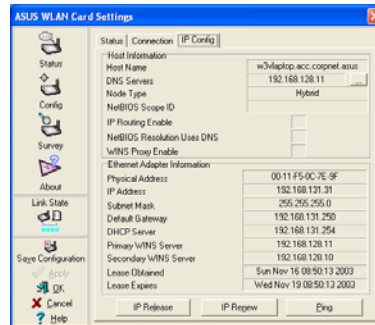 ASUS WLAN Card Settings
Status
Config
Survey
About
Link State
Save Configuration
Apply
OK
Cancel
Help
Status Connection IP Config
Host Information
Host Name w3vlaptop.acc.corpnet.asus
DNS Servers 192.168.128.11 ...
Node Type Hybrid
NetBIOS Scope ID
IP Routing Enable
NetBIOS Resolution Uses DNS
WINS Proxy Enable
Ethernet Adapter Information
Physical Address 00-11-F5-0C-7E-9F
IP Address 192.168.131.31
Subnet Mask 255.255.255.0
Default Gateway 192.168.131.250
DHCP Server 192.168.131.254
Primary WINS Server 192.168.128.11
Secondary WINS Server 192.168.128.10
Lease Obtained Sun Nov 16 08:50:13 2003
Lease Expires Wed Nov 19 08:50:13 2003
IP Release IP Renew Ping